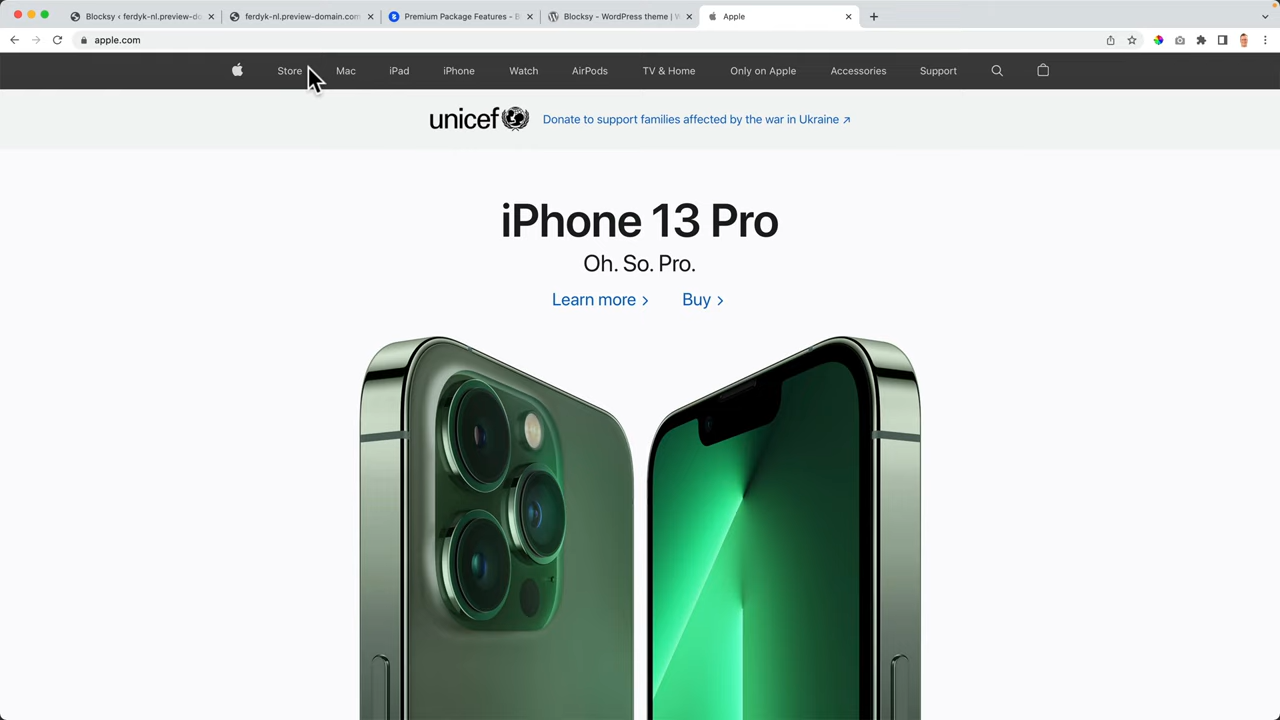 Blocksy ‹ ferdyk-nl.preview-do
ferdyk-nl.preview-domain.com
Premium Package Features - B
Blocksy - WordPress theme | W
Apple
apple.com
Store
Mac
iPad
iPhone
Watch
AirPods
TV & Home
Only on Apple
Accessories
Support
unicef
Donate to support families affected by the war in Ukraine ↗
iPhone 13 Pro
Oh. So. Pro.
Learn more ›
Buy ›